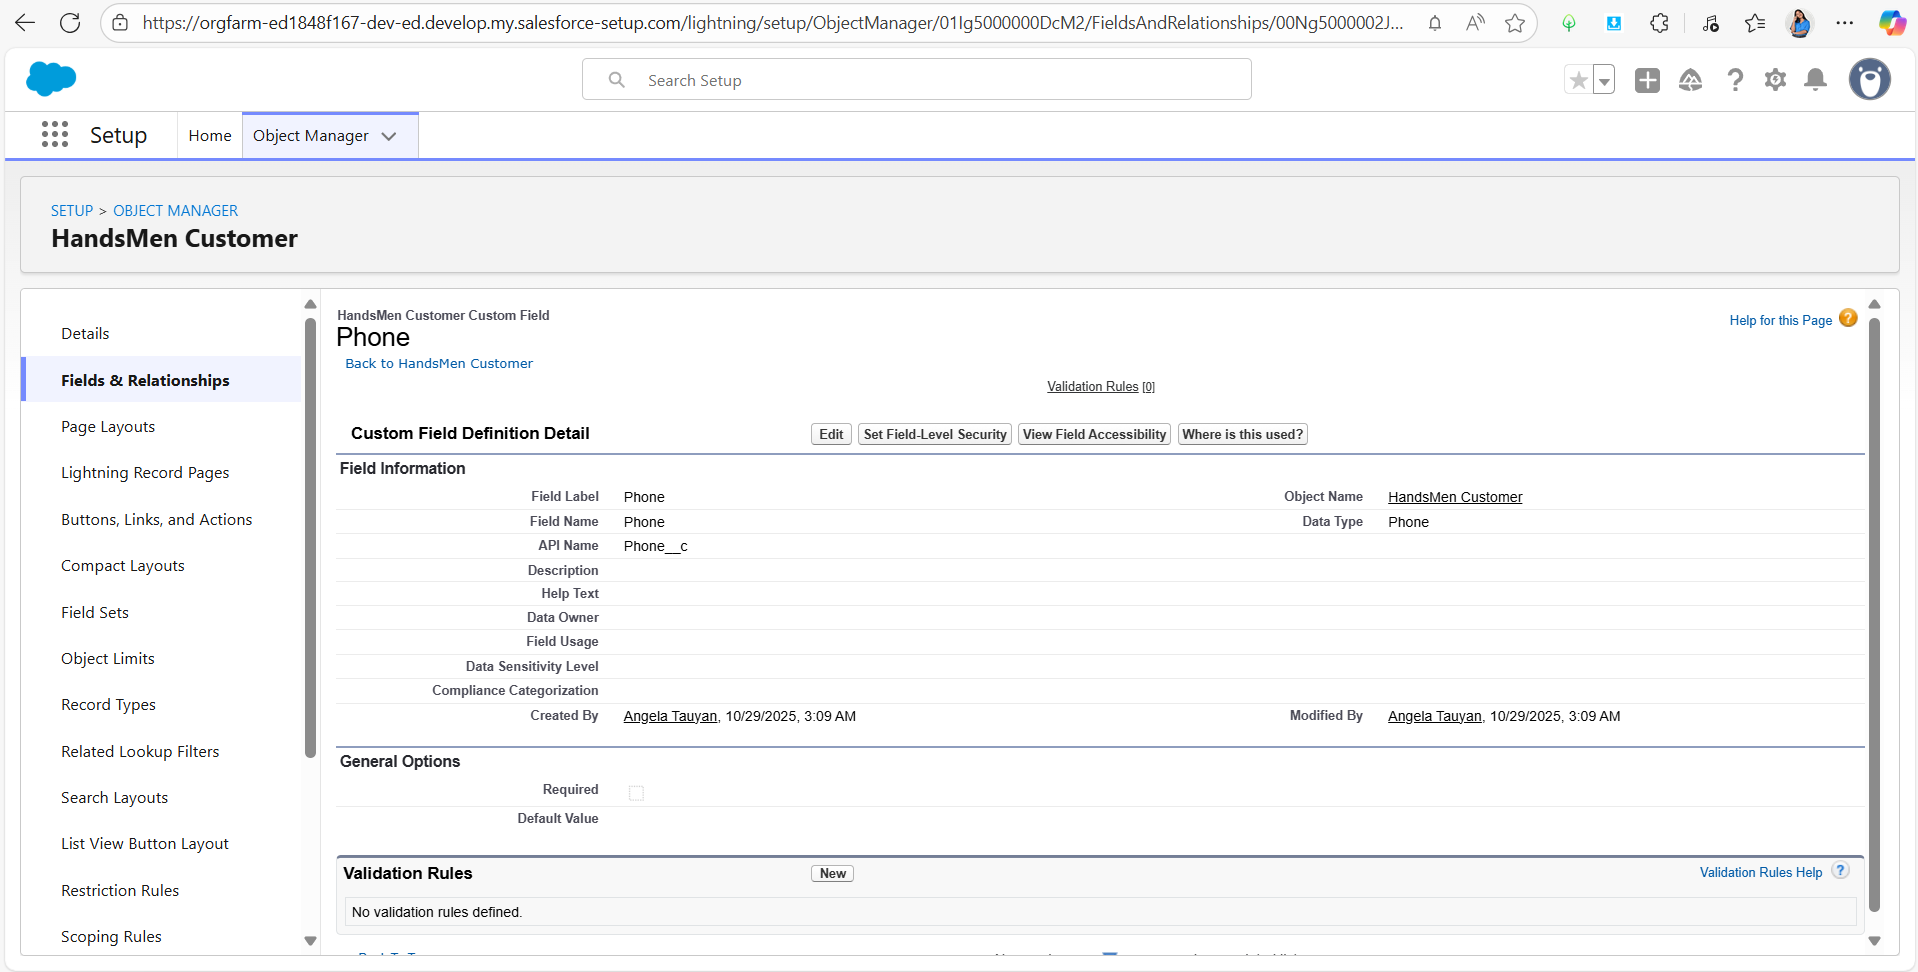 https://orgfarm-ed1848f167-dev-ed.develop.my.salesforce-setup.com/lightning/setup/ObjectManager/01Ig5000000DcM2/FieldsAndRelationships/00Ng5000002J...
Search Setup
Setup
Home
Object Manager
SETUP > OBJECT MANAGER
HandsMen Customer
Details
Fields & Relationships
Page Layouts
Lightning Record Pages
Buttons, Links, and Actions
Compact Layouts
Field Sets
Object Limits
Record Types
Related Lookup Filters
Search Layouts
List View Button Layout
Restriction Rules
Scoping Rules
HandsMen Customer Custom Field
Phone
Help for this Page
Back to HandsMen Customer
Validation Rules [0]
Custom Field Definition Detail
Edit
Set Field-Level Security
View Field Accessibility
Where is this used?
Field Information
Field Label Phone Object Name HandsMen Customer
Field Name Phone Data Type Phone
API Name Phone__c
Description
Help Text
Data Owner
Field Usage
Data Sensitivity Level
Compliance Categorization
Created By Angela Tauyan, 10/29/2025, 3:09 AM Modified By Angela Tauyan, 10/29/2025, 3:09 AM
General Options
Required
Default Value
Validation Rules
New
Validation Rules Help
No validation rules defined.